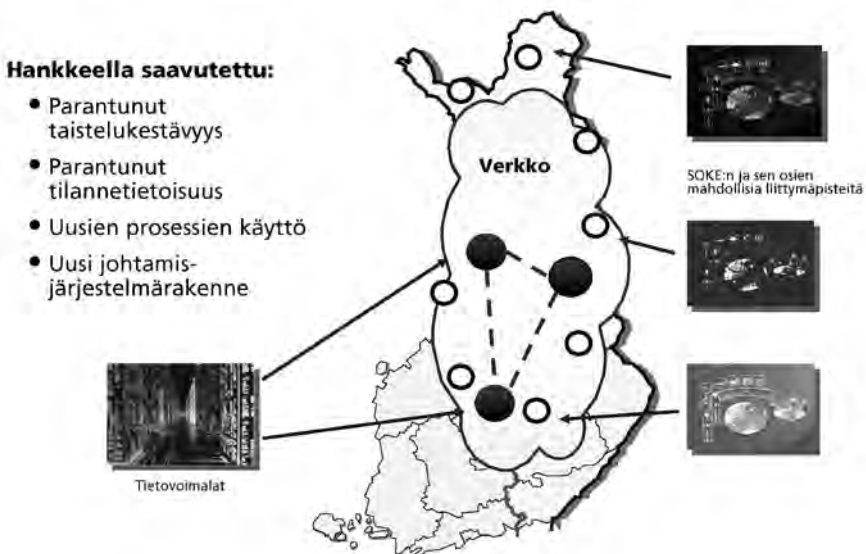 Hankkeella saavutettu:
• Parantunut
taistelukestävyys
• Parantunut
tilannetietoisuus
• Uusien prosessien käyttö
• Uusi johtamis-
järjestelmärakenne
Verkko
SOKE:n ja sen osien
mahdollisia liittymäpisteitä
Tietovoimalat